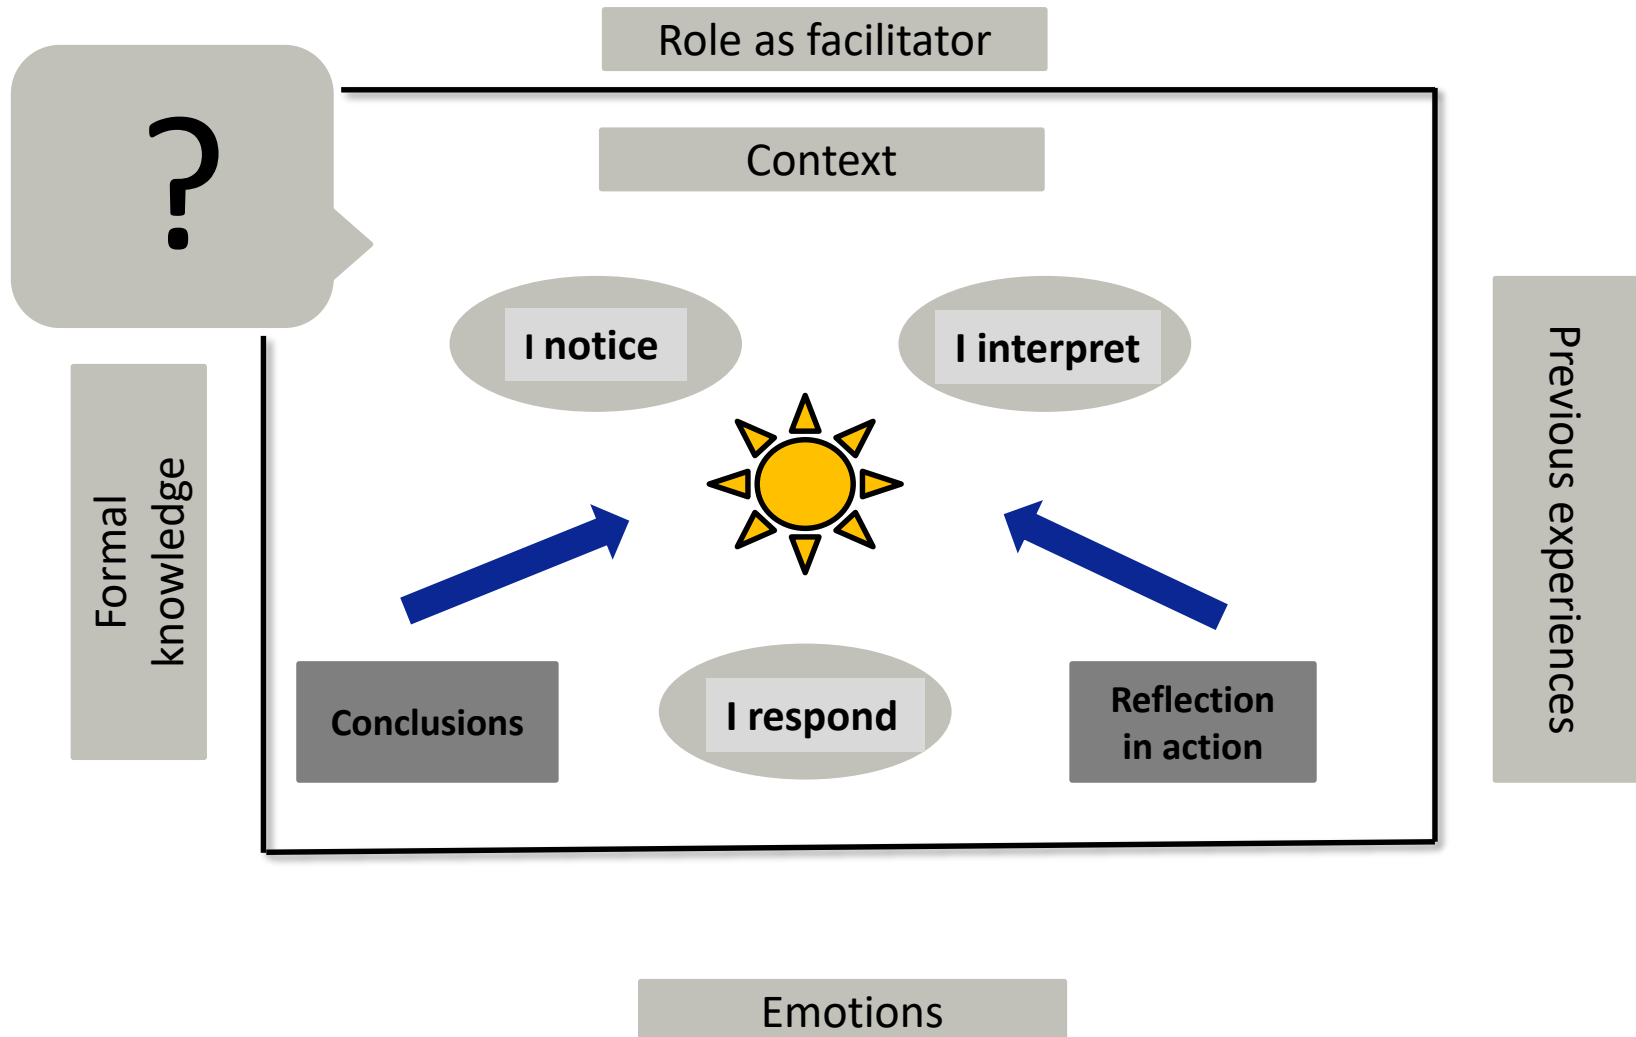 Role as facilitator
?
Context
I notice
I interpret
Formal
knowledge
Previous experiences
Conclusions
I respond
Reflection
in action
Emotions